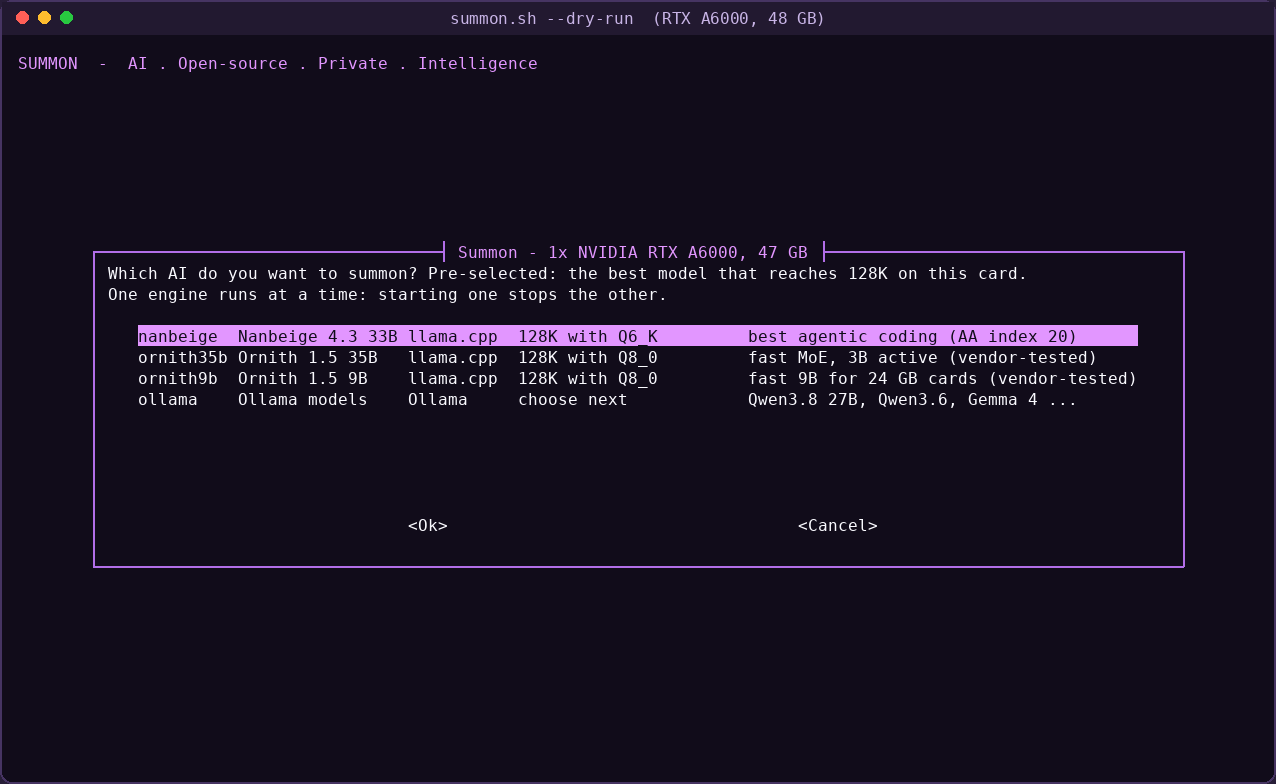 summon.sh --dry-run  (RTX A6000, 48 GB)
SUMMON  -  AI . Open-source . Private . Intelligence
Summon - 1x NVIDIA RTX A6000, 47 GB
Which AI do you want to summon? Pre-selected: the best model that reaches 128K on this card.
One engine runs at a time: starting one stops the other.
nanbeige  Nanbeige 4.3 33B llama.cpp  128K with Q6_K         best agentic coding (AA index 20)
ornith35b Ornith 1.5 35B   llama.cpp  128K with Q8_0         fast MoE, 3B active (vendor-tested)
ornith9b  Ornith 1.5 9B    llama.cpp  128K with Q8_0         fast 9B for 24 GB cards (vendor-tested)
ollama    Ollama models    Ollama     choose next            Qwen3.8 27B, Qwen3.6, Gemma 4 ...
<Ok>                                   <Cancel>